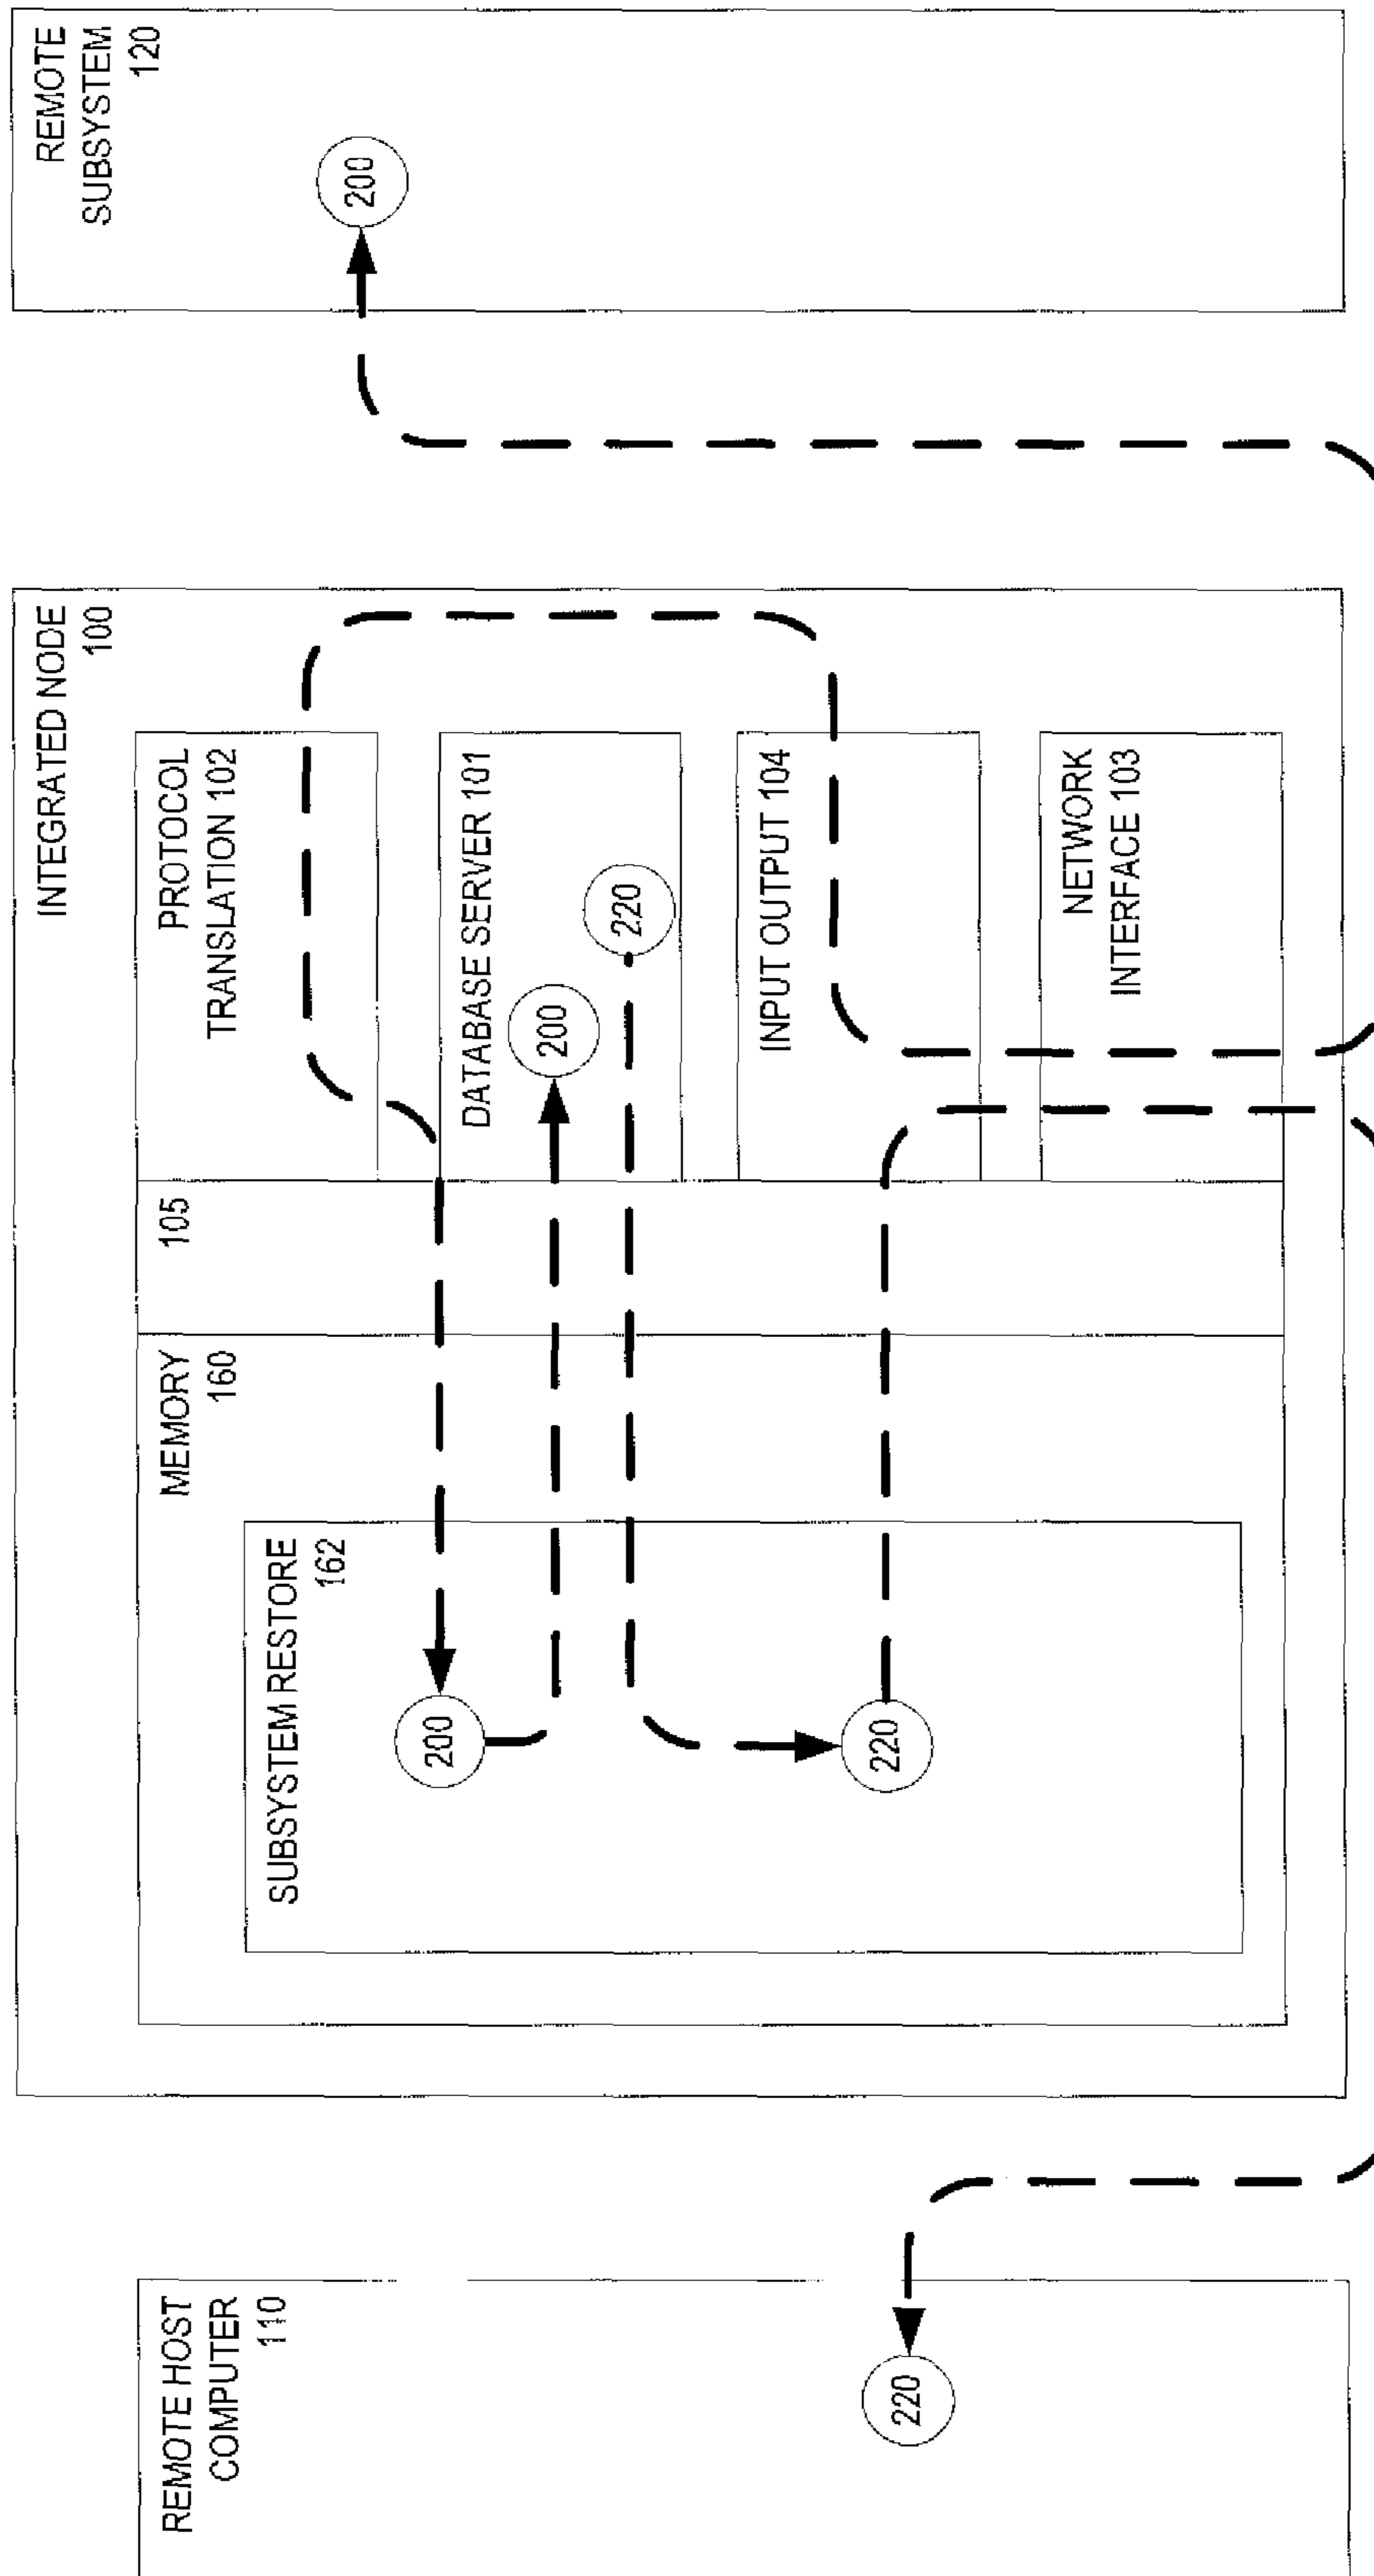 REMOTE HOST
COMPUTER
110
220
INTEGRATED NODE
100
MEMORY
160
SUBSYSTEM RESTORE
162
200
220
105
PROTOCOL
TRANSLATION 102
DATABASE SERVER 101
200
220
INPUT OUTPUT 104
NETWORK
INTERFACE 103
REMOTE
SUBSYSTEM
120
200